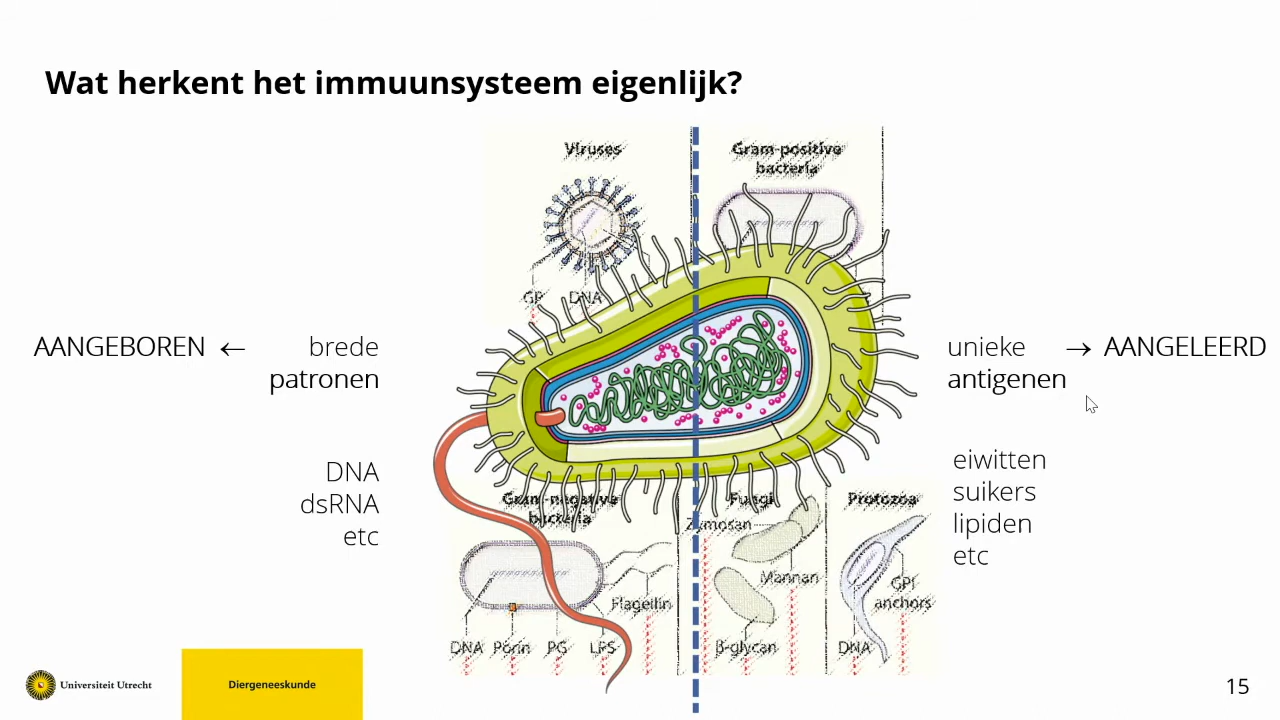 Wat herkent het immuunsysteem eigenlijk?
Viruses
Gram-positive
bacteria
GP DNA
AANGEBOREN ← brede
patronen
unieke → AANGELEERD
antigenen
DNA
dsRNA
etc
eiwitten
suikers
lipiden
etc
Gram-negative
bacteria
Fungi
Protozoa
Zymosan
Mannan
Flagellin
GPI
anchors
DNA Porin PG LPS
β-glycan
DNA
Universiteit Utrecht
Diergeneeskunde
15